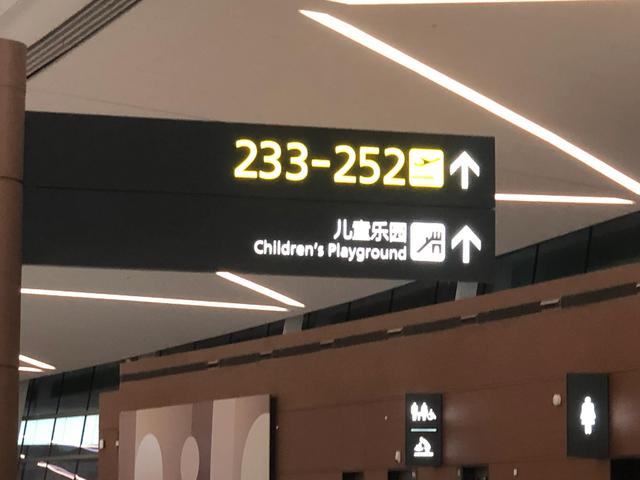 233-252
儿童乐园
Children's Playground